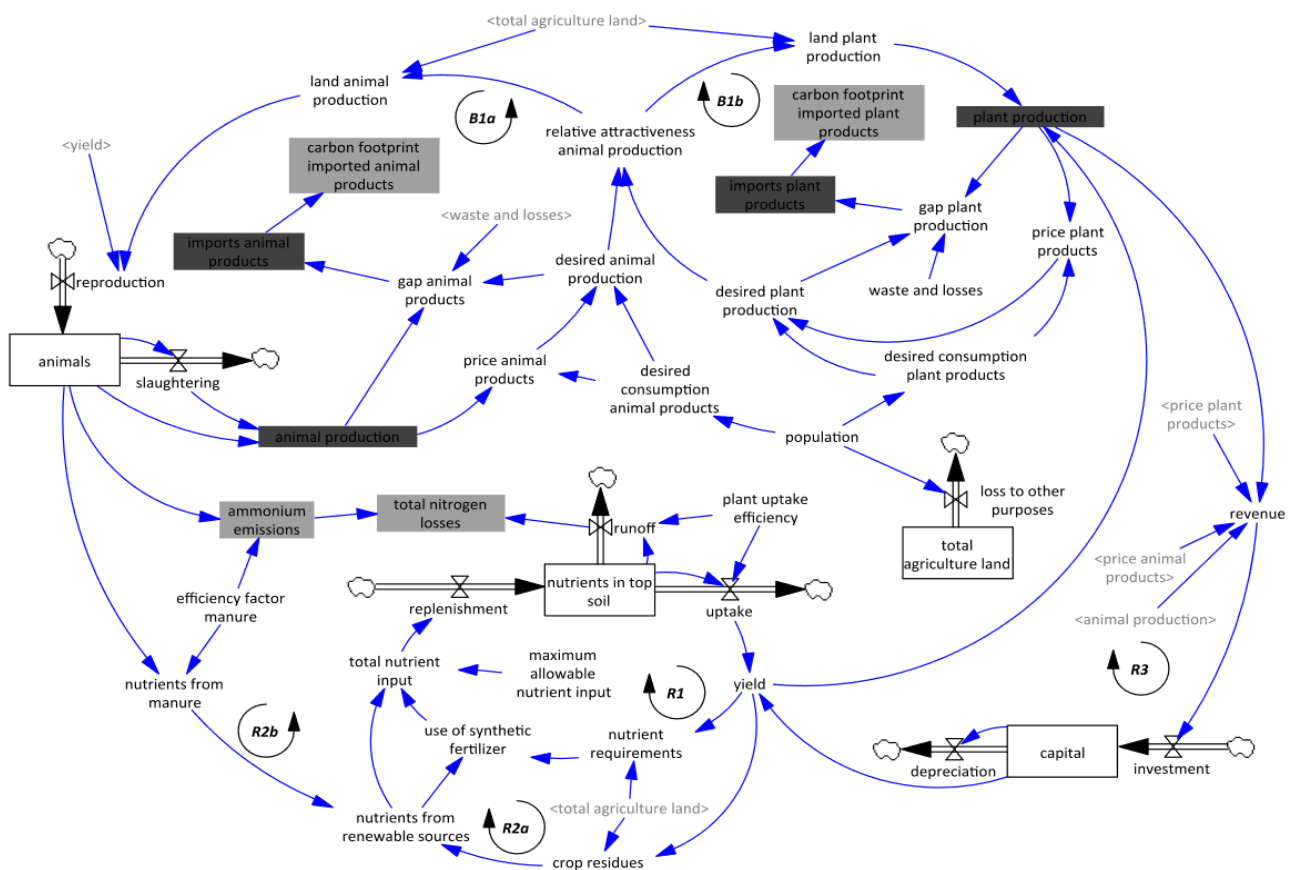 <total agriculture land>
land plant
production
land animal
production
B1a
B1b
carbon footprint
imported plant
products
plant production
relative attractiveness
animal production
<yield>
carbon footprint
imported animal
products
imports plant
products
<waste and losses>
gap plant
production
price plant
products
imports animal
products
reproduction
gap animal
products
desired animal
production
desired plant
production
waste and losses
animals
slaughtering
price animal
products
desired
consumption
animal products
desired consumption
plant products
animal production
population
<price plant
products>
ammonium
emissions
total nitrogen
losses
runoff
plant uptake
efficiency
loss to other
purposes
revenue
total
agriculture land
<price animal
products>
nutrients in top
soil
replenishment
uptake
efficiency factor
manure
<animal production>
total nutrient
input
maximum
allowable
nutrient input
R1
yield
R3
nutrients from
manure
R2b
use of synthetic
fertilizer
nutrient
requirements
depreciation
capital
investment
<total agriculture land>
nutrients from
renewable sources
R2a
crop residues